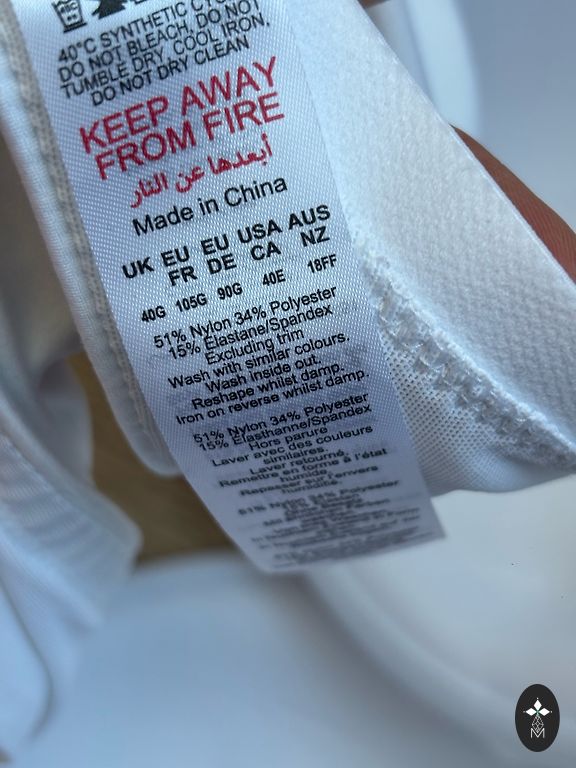 40°C SYNTHETIC
DO NOT BLEACH, DO NOT
TUMBLE DRY, COOL IRON,
DO NOT DRY CLEAN
KEEP AWAY
FROM FIRE
أبعدها عن النار
Made in China
UK EU FR EU DE USA CA AUS NZ
40G 105G 90G 40E 18FF
51% Nylon 34% Polyester
15% Elastane/Spandex
Excluding trim
Wash with similar colours.
Wash inside out.
Reshape whilst damp.
Iron on reverse whilst damp.
51% Nylon 34% Polyester
15% Elasthanne/Spandex
Hors parure
Laver avec des couleurs
similaires.
Laver retourné.
Remettre en forme à l'état
humide.
Repasser sur l'envers
humidifié.
51% Nylon 34% Polyester
M